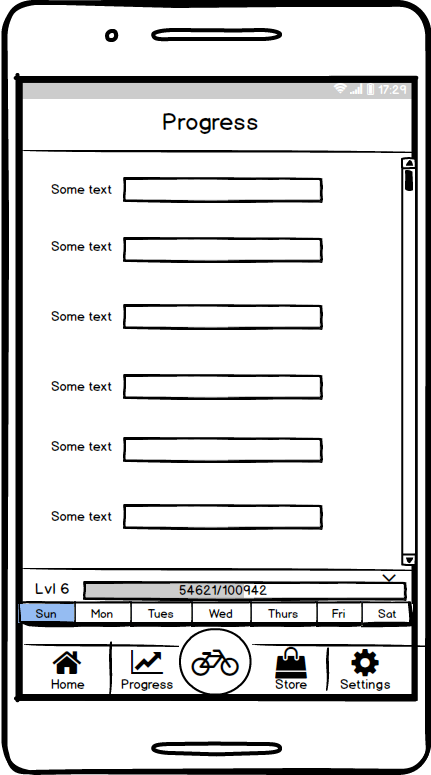 17:29
Progress
Some text
Some text
Some text
Some text
Some text
Some text
Lvl 6 54621/100942
Sun Mon Tues Wed Thurs Fri Sat
Home Progress Store Settings